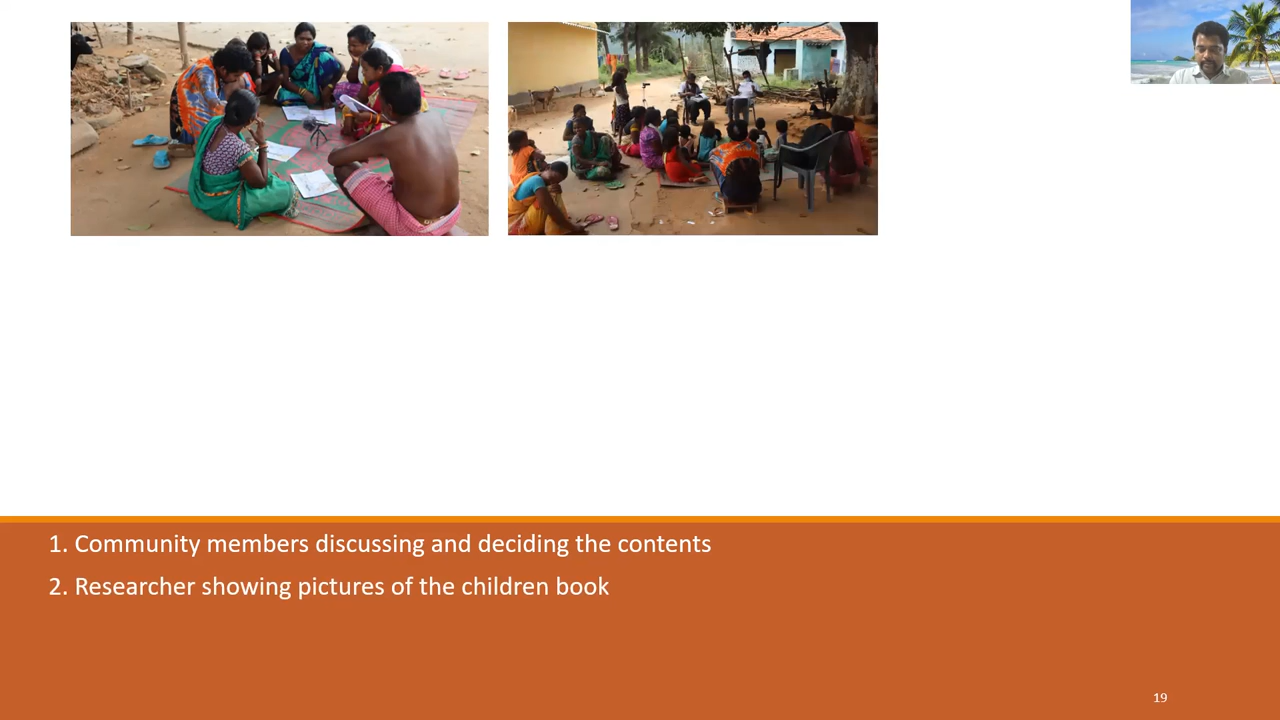 1. Community members discussing and deciding the contents
2. Researcher showing pictures of the children book
19